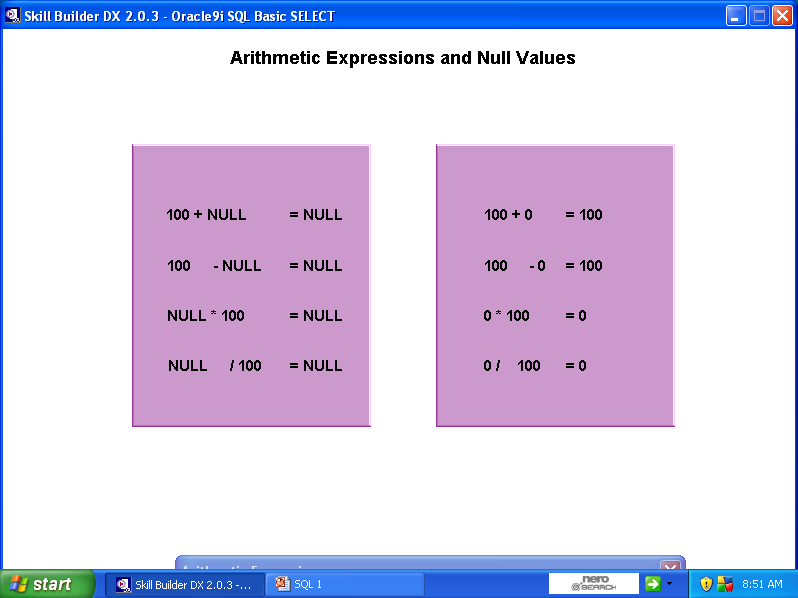 Skill Builder DX 2.0.3 - Oracle9i SQL Basic SELECT
Arithmetic Expressions and Null Values
100 + NULL = NULL
100 - NULL = NULL
NULL * 100 = NULL
NULL / 100 = NULL
100 + 0 = 100
100 - 0 = 100
0 * 100 = 0
0 / 100 = 0
start
Skill Builder DX 2.0.3 -...
SQL 1
nero
@SEARCH
8:51 AM